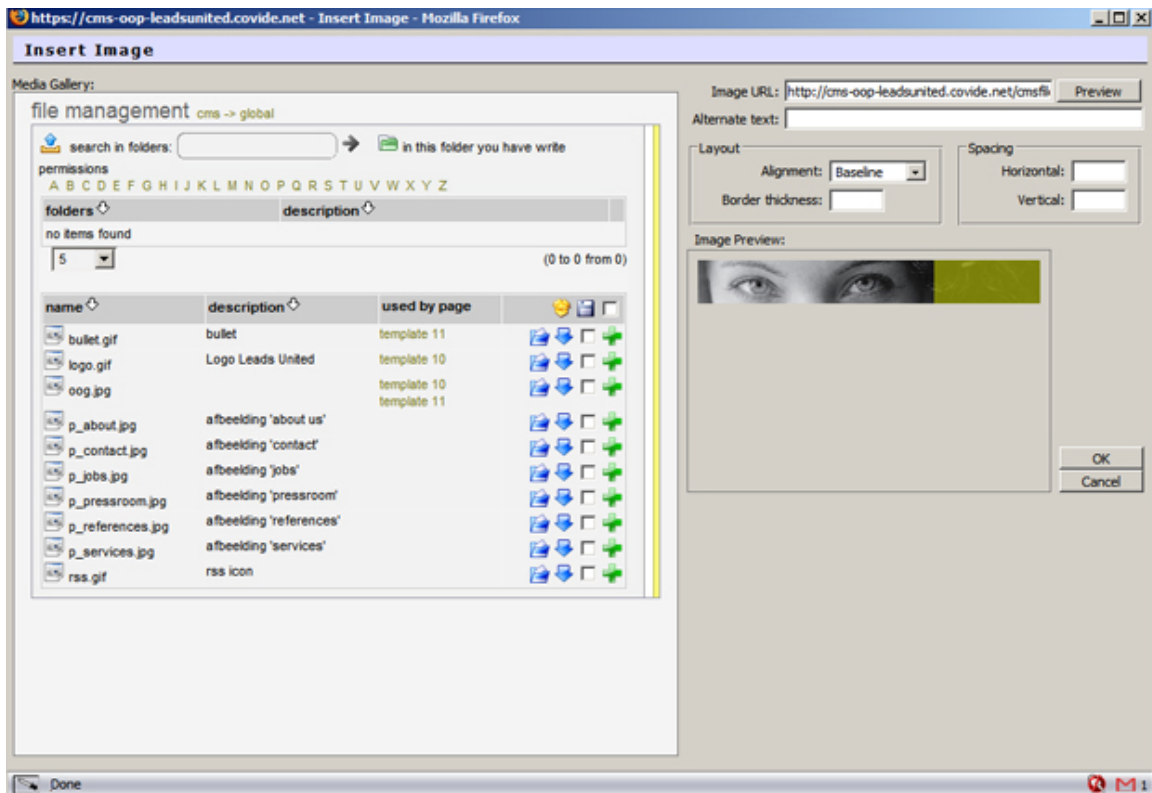 https://cms-oop-leadsunited.covide.net - Insert Image - Mozilla Firefox
Insert Image
Media Gallery:
file management cms -> global
search in folders:
in this folder you have write
permissions
A B C D E F G H I J K L M N O P Q R S T U V W X Y Z
folders description
no items found
5 (0 to 0 from 0)
name description used by page
bullet.gif bullet template 11
logo.gif Logo Leads United template 10
oog.jpg template 10
template 11
p_about.jpg afbeelding 'about us'
p_contact.jpg afbeelding 'contact'
p_jobs.jpg afbeelding 'jobs'
p_pressroom.jpg afbeelding 'pressroom'
p_references.jpg afbeelding 'references'
p_services.jpg afbeelding 'services'
rss.gif rss icon
Image URL: http://cms-oop-leadsunited.covide.net/cmsfil Preview
Alternate text:
Layout
Alignment: Baseline
Border thickness:
Spacing
Horizontal:
Vertical:
Image Preview:
OK
Cancel
Done 1